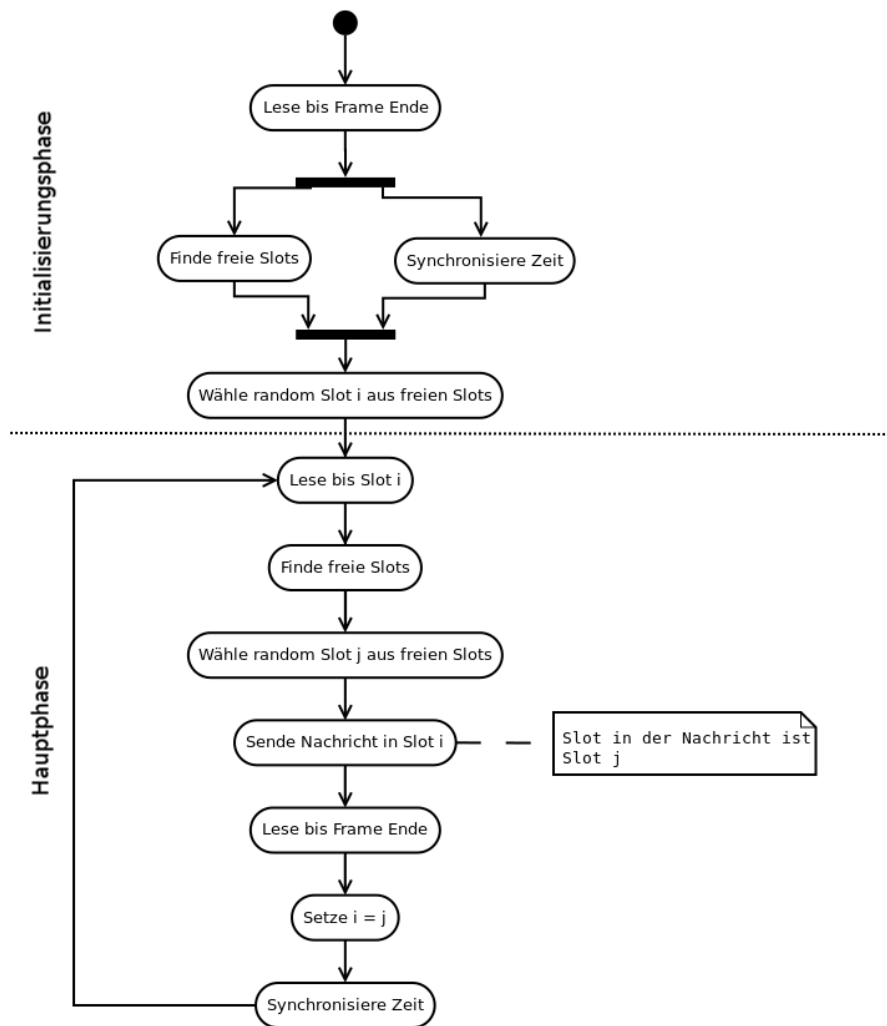 Initialisierungsphase
Lese bis Frame Ende
Finde freie Slots
Synchronisiere Zeit
Wähle random Slot i aus freien Slots
Hauptphase
Lese bis Slot i
Finde freie Slots
Wähle random Slot j aus freien Slots
Sende Nachricht in Slot i
Slot in der Nachricht ist
Slot j
Lese bis Frame Ende
Setze i = j
Synchronisiere Zeit